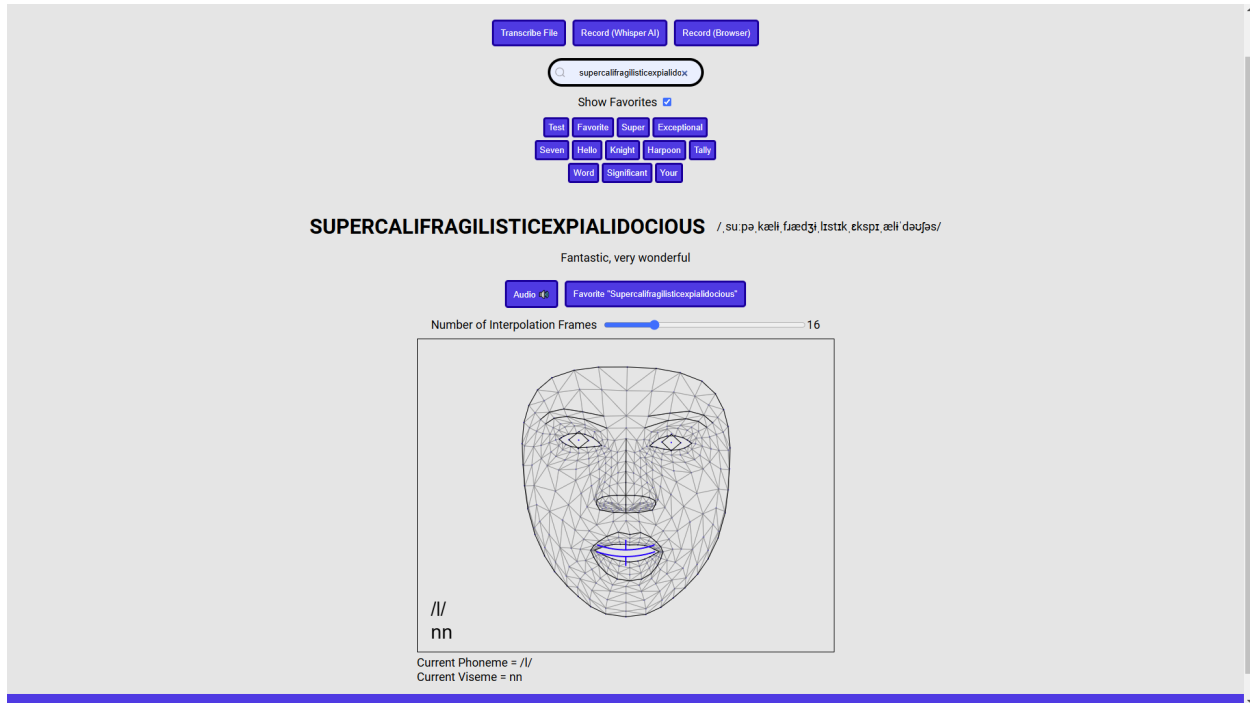 Transcribe File Record (Whisper AI) Record (Browser)
supercalifragilisticexpialidox
Show Favorites
Test Favorite Super Exceptional
Seven Hello Knight Harpoon Tally
Word Significant Your
SUPERCALIFRAGILISTICEXPIALIDOCIOUS /ˌsuːpəˌkælɨˌfɹædʒɨˌlɪstɪkˌɛkspɪˌælɨˈdəʊʃəs/
Fantastic, very wonderful
Audio 🔊 Favorite "Supercalifragilisticexpialidocious"
Number of Interpolation Frames 16
/l/
nn
Current Phoneme = /l/
Current Viseme = nn